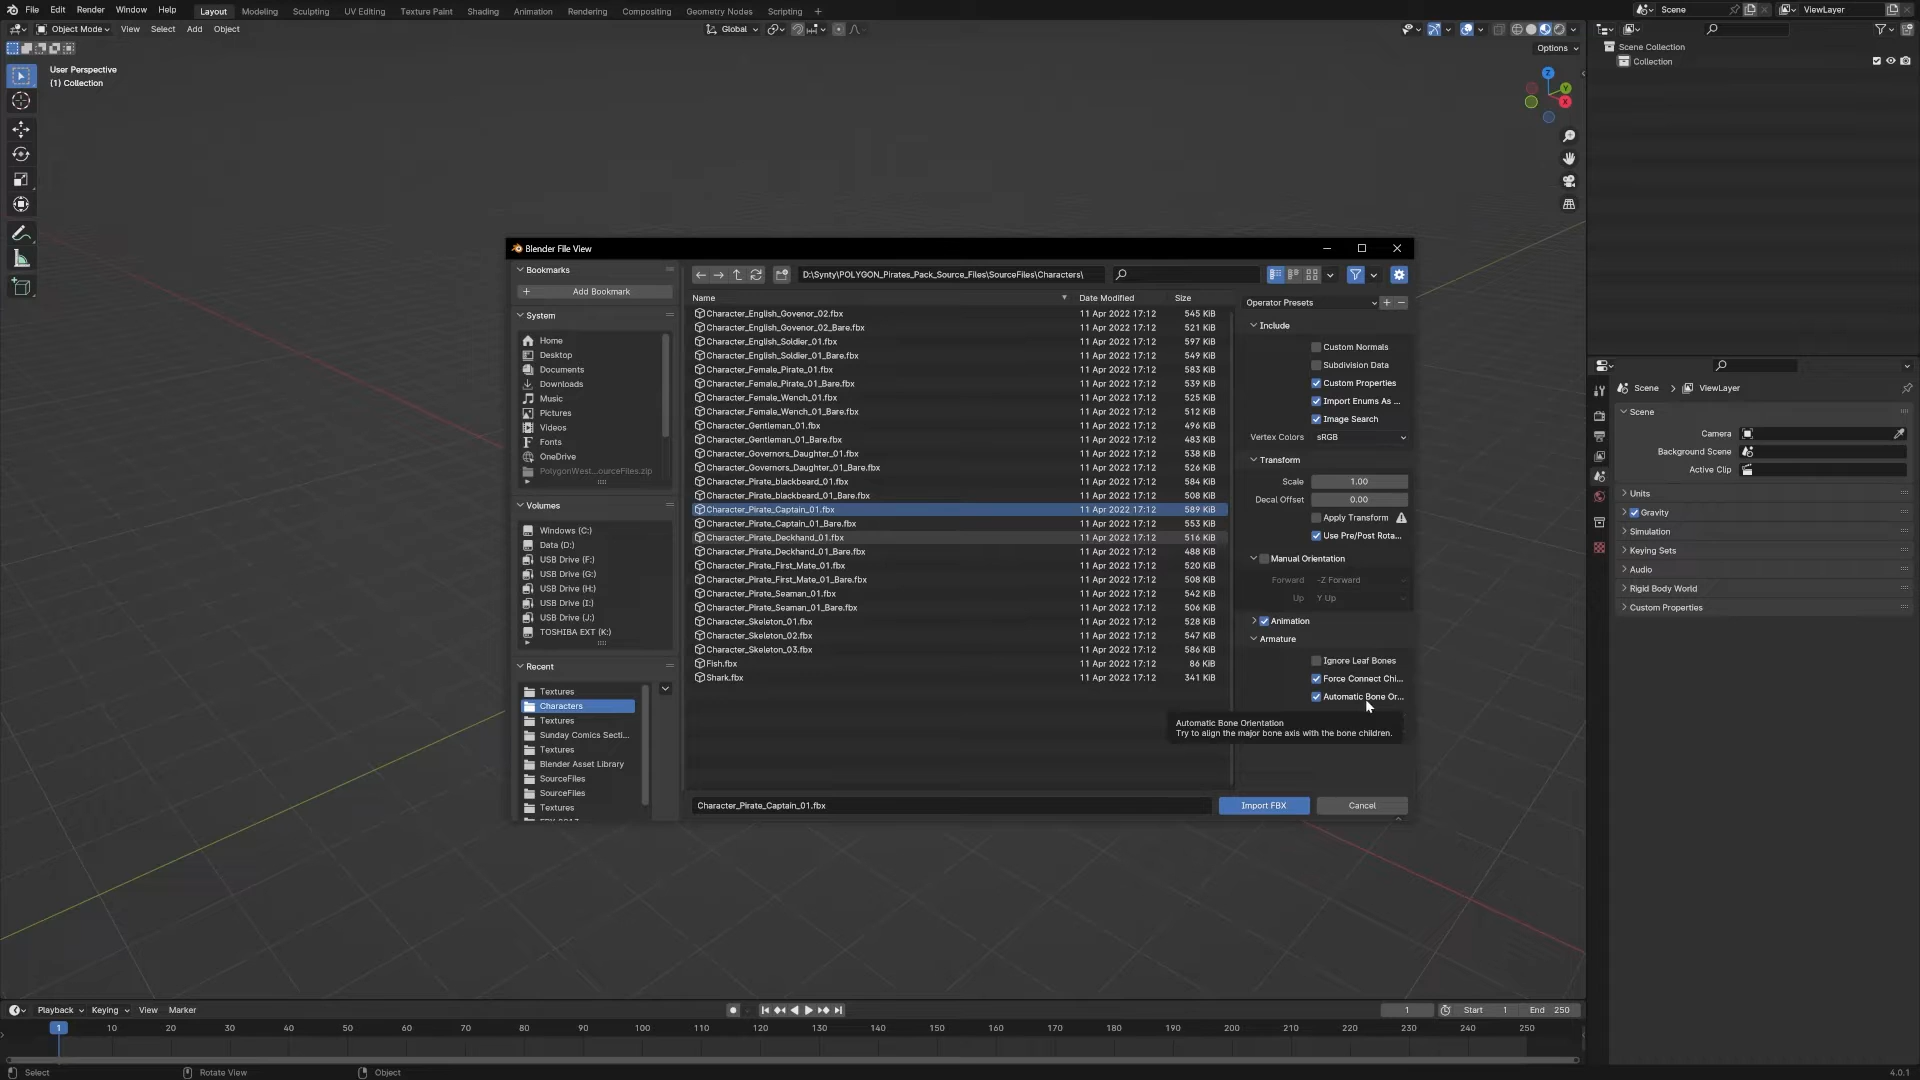 File Edit Render Window Help Layout Modeling Sculpting UV Editing Texture Paint Shading Animation Rendering Compositing Geometry Nodes Scripting +
Scene ViewLayer
Object Mode View Select Add Object
Global
Options
User Perspective
(1) Collection
Z
Y
X
Scene Collection
Collection
Blender File View
Bookmarks
Add Bookmark
System
Home
Desktop
Documents
Downloads
Music
Pictures
Videos
Fonts
OneDrive
PolygonWest...ourceFiles.zip
Volumes
Windows (C:)
Data (D:)
USB Drive (F:)
USB Drive (G:)
USB Drive (H:)
USB Drive (I:)
USB Drive (J:)
TOSHIBA EXT (K:)
Recent
Textures
Characters
Textures
Sunday Comics Secti...
Textures
Blender Asset Library
SourceFiles
SourceFiles
Textures
D:\Synty\POLYGON_Pirates_Pack_Source_Files\SourceFiles\Characters\
Name Date Modified Size
Character_English_Govenor_02.fbx 11 Apr 2022 17:12 545 KiB
Character_English_Govenor_02_Bare.fbx 11 Apr 2022 17:12 521 KiB
Character_English_Soldier_01.fbx 11 Apr 2022 17:12 597 KiB
Character_English_Soldier_01_Bare.fbx 11 Apr 2022 17:12 549 KiB
Character_Female_Pirate_01.fbx 11 Apr 2022 17:12 583 KiB
Character_Female_Pirate_01_Bare.fbx 11 Apr 2022 17:12 539 KiB
Character_Female_Wench_01.fbx 11 Apr 2022 17:12 525 KiB
Character_Female_Wench_01_Bare.fbx 11 Apr 2022 17:12 512 KiB
Character_Gentleman_01.fbx 11 Apr 2022 17:12 496 KiB
Character_Gentleman_01_Bare.fbx 11 Apr 2022 17:12 483 KiB
Character_Governors_Daughter_01.fbx 11 Apr 2022 17:12 538 KiB
Character_Governors_Daughter_01_Bare.fbx 11 Apr 2022 17:12 526 KiB
Character_Pirate_blackbeard_01.fbx 11 Apr 2022 17:12 584 KiB
Character_Pirate_blackbeard_01_Bare.fbx 11 Apr 2022 17:12 508 KiB
Character_Pirate_Captain_01.fbx 11 Apr 2022 17:12 589 KiB
Character_Pirate_Captain_01_Bare.fbx 11 Apr 2022 17:12 553 KiB
Character_Pirate_Deckhand_01.fbx 11 Apr 2022 17:12 516 KiB
Character_Pirate_Deckhand_01_Bare.fbx 11 Apr 2022 17:12 488 KiB
Character_Pirate_First_Mate_01.fbx 11 Apr 2022 17:12 520 KiB
Character_Pirate_First_Mate_01_Bare.fbx 11 Apr 2022 17:12 508 KiB
Character_Pirate_Seaman_01.fbx 11 Apr 2022 17:12 542 KiB
Character_Pirate_Seaman_01_Bare.fbx 11 Apr 2022 17:12 506 KiB
Character_Skeleton_01.fbx 11 Apr 2022 17:12 528 KiB
Character_Skeleton_02.fbx 11 Apr 2022 17:12 547 KiB
Character_Skeleton_03.fbx 11 Apr 2022 17:12 586 KiB
Fish.fbx 11 Apr 2022 17:12 86 KiB
Shark.fbx 11 Apr 2022 17:12 341 KiB
Operator Presets
Include
Custom Normals
Subdivision Data
Custom Properties
Import Enums As ...
Image Search
Vertex Colors sRGB
Transform
Scale 1.00
Decal Offset 0.00
Apply Transform
Use Pre/Post Rota...
Manual Orientation
Forward -Z Forward
Up Y Up
Animation
Armature
Ignore Leaf Bones
Force Connect Chi...
Automatic Bone Or...
Automatic Bone Orientation
Try to align the major bone axis with the bone children.
Character_Pirate_Captain_01.fbx
Import FBX Cancel
Scene > ViewLayer
Scene
Camera
Background Scene
Active Clip
Units
Gravity
Simulation
Keying Sets
Audio
Rigid Body World
Custom Properties
Playback Keying View Marker 1 Start 1 End 250
1 10 20 30 40 50 60 70 80 90 100 110 120 130 140 150 160 170 180 190 200 210 220 230 240 250
Select Rotate View Object 4.0.1